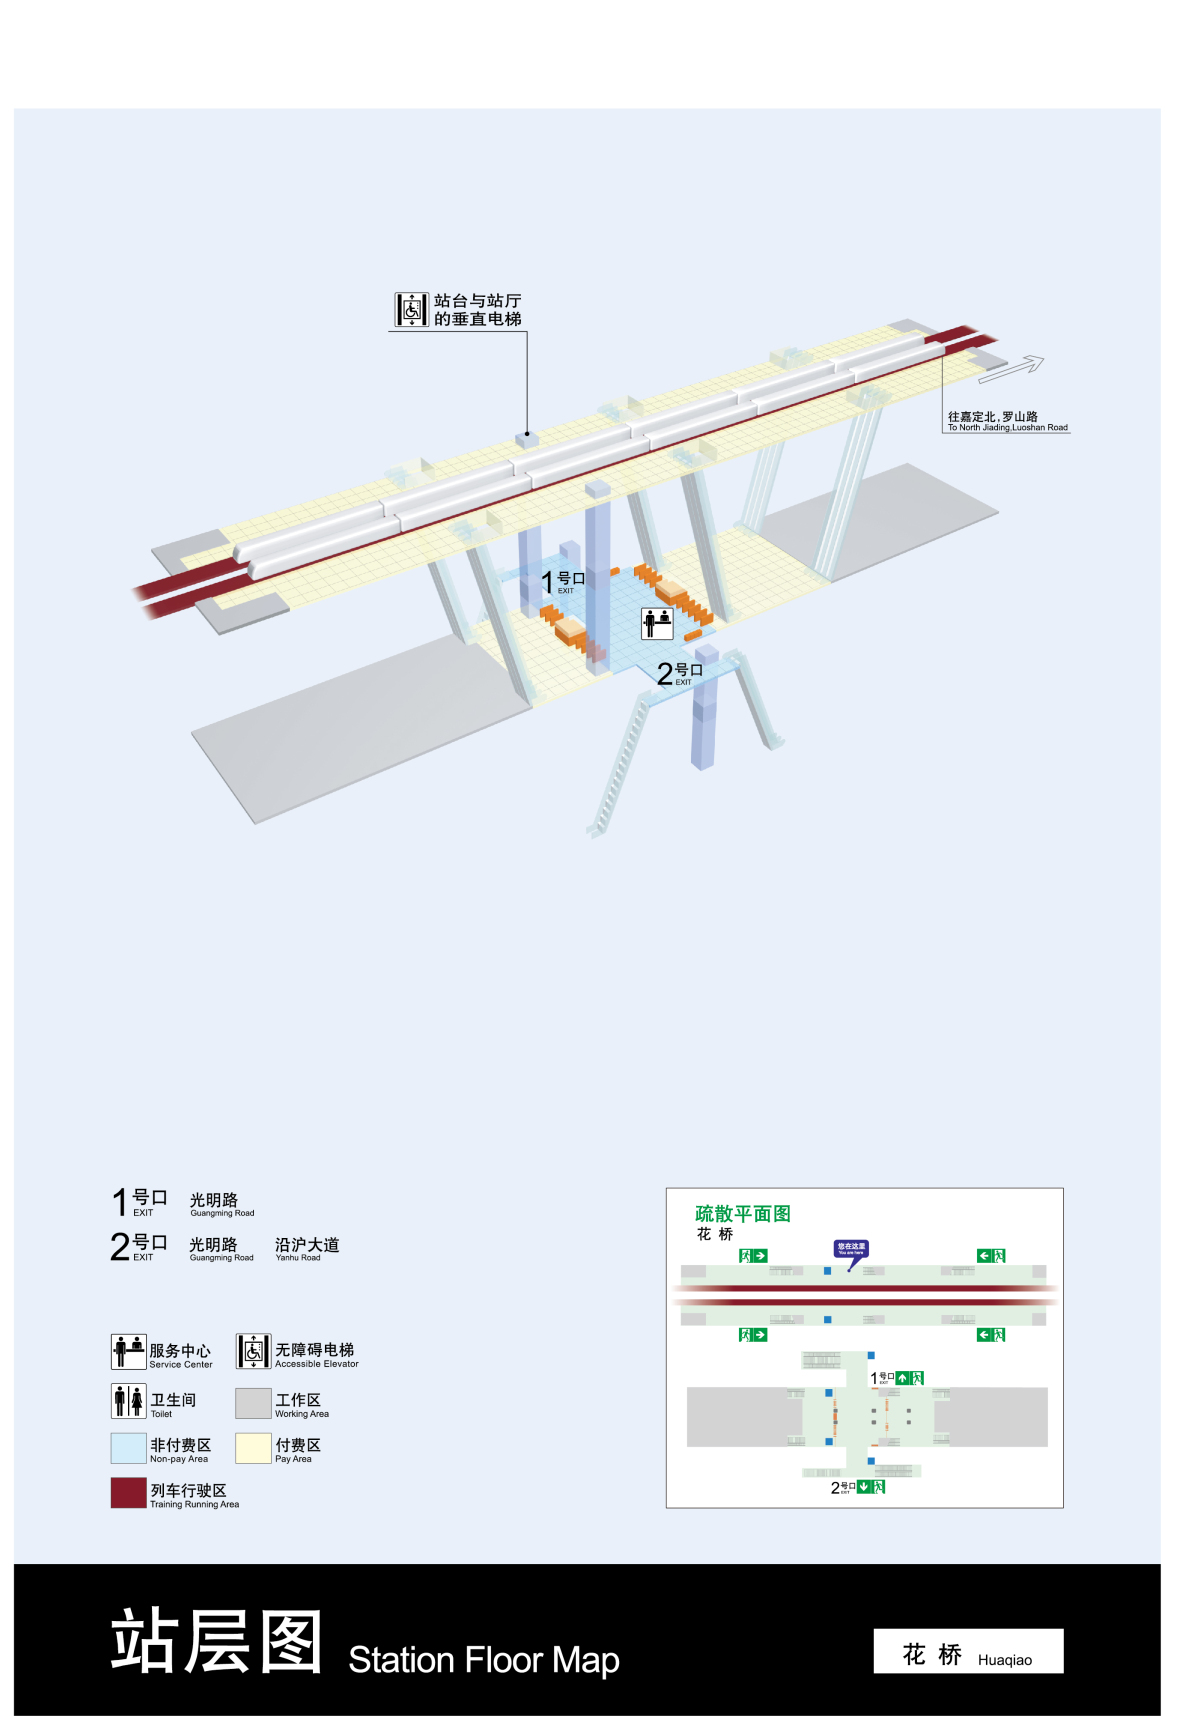 站台与站厅
的垂直电梯
往嘉定北,罗山路
To North Jiading,Luoshan Road
1号口
EXIT
2号口
EXIT
1号口 光明路
EXIT Guangming Road
2号口 光明路 沿沪大道
EXIT Guangming Road Yanhu Road
服务中心
Service Center
无障碍电梯
Accessible Elevator
卫生间
Toilet
工作区
Working Area
非付费区
Non-pay Area
付费区
Pay Area
列车行驶区
Training Running Area
疏散平面图
花桥
您在这里
You are here
1号口
EXIT
2号口
EXIT
站层图 Station Floor Map
花桥 Huaqiao